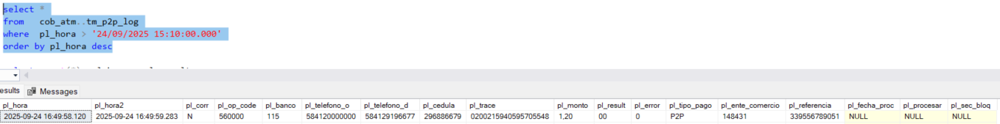 select *
from cob_atm..tm_p2p_log
where pl_hora > '24/09/2025 15:10:00.000'
order by pl_hora desc
esults Messages
pl_hora pl_hora2 pl_corr pl_op_code pl_banco pl_telefono_o pl_telefono_d pl_cedula pl_trace pl_monto pl_result pl_error pl_tipo_pago pl_ente_comercio pl_referencia pl_fecha_proc pl_procesar pl_sec_bloq
2025-09-24 16:49:58.120 2025-09-24 16:49:59.283 N 560000 115 584120000000 584129196677 296886679 0200215940595705548 1,20 00 0 P2P 148431 339556789051 NULL NULL NULL